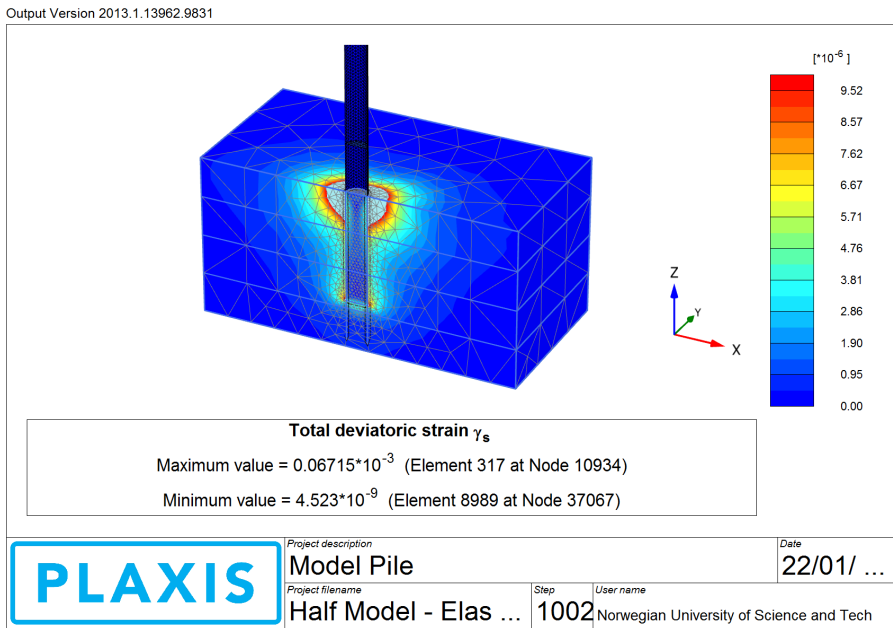 Output Version 2013.1.13962.9831
[*10-6 ]
9.52
8.57
7.62
6.67
5.71
4.76
3.81
2.86
1.90
0.95
0.00
Z
Y
X
Total deviatoric strain γs
Maximum value = 0.06715*10-3 (Element 317 at Node 10934)
Minimum value = 4.523*10-9 (Element 8989 at Node 37067)
PLAXIS
Project description
Model Pile
Date
22/01/ ...
Project filename
Half Model - Elas ...
Step
1002
User name
Norwegian University of Science and Tech